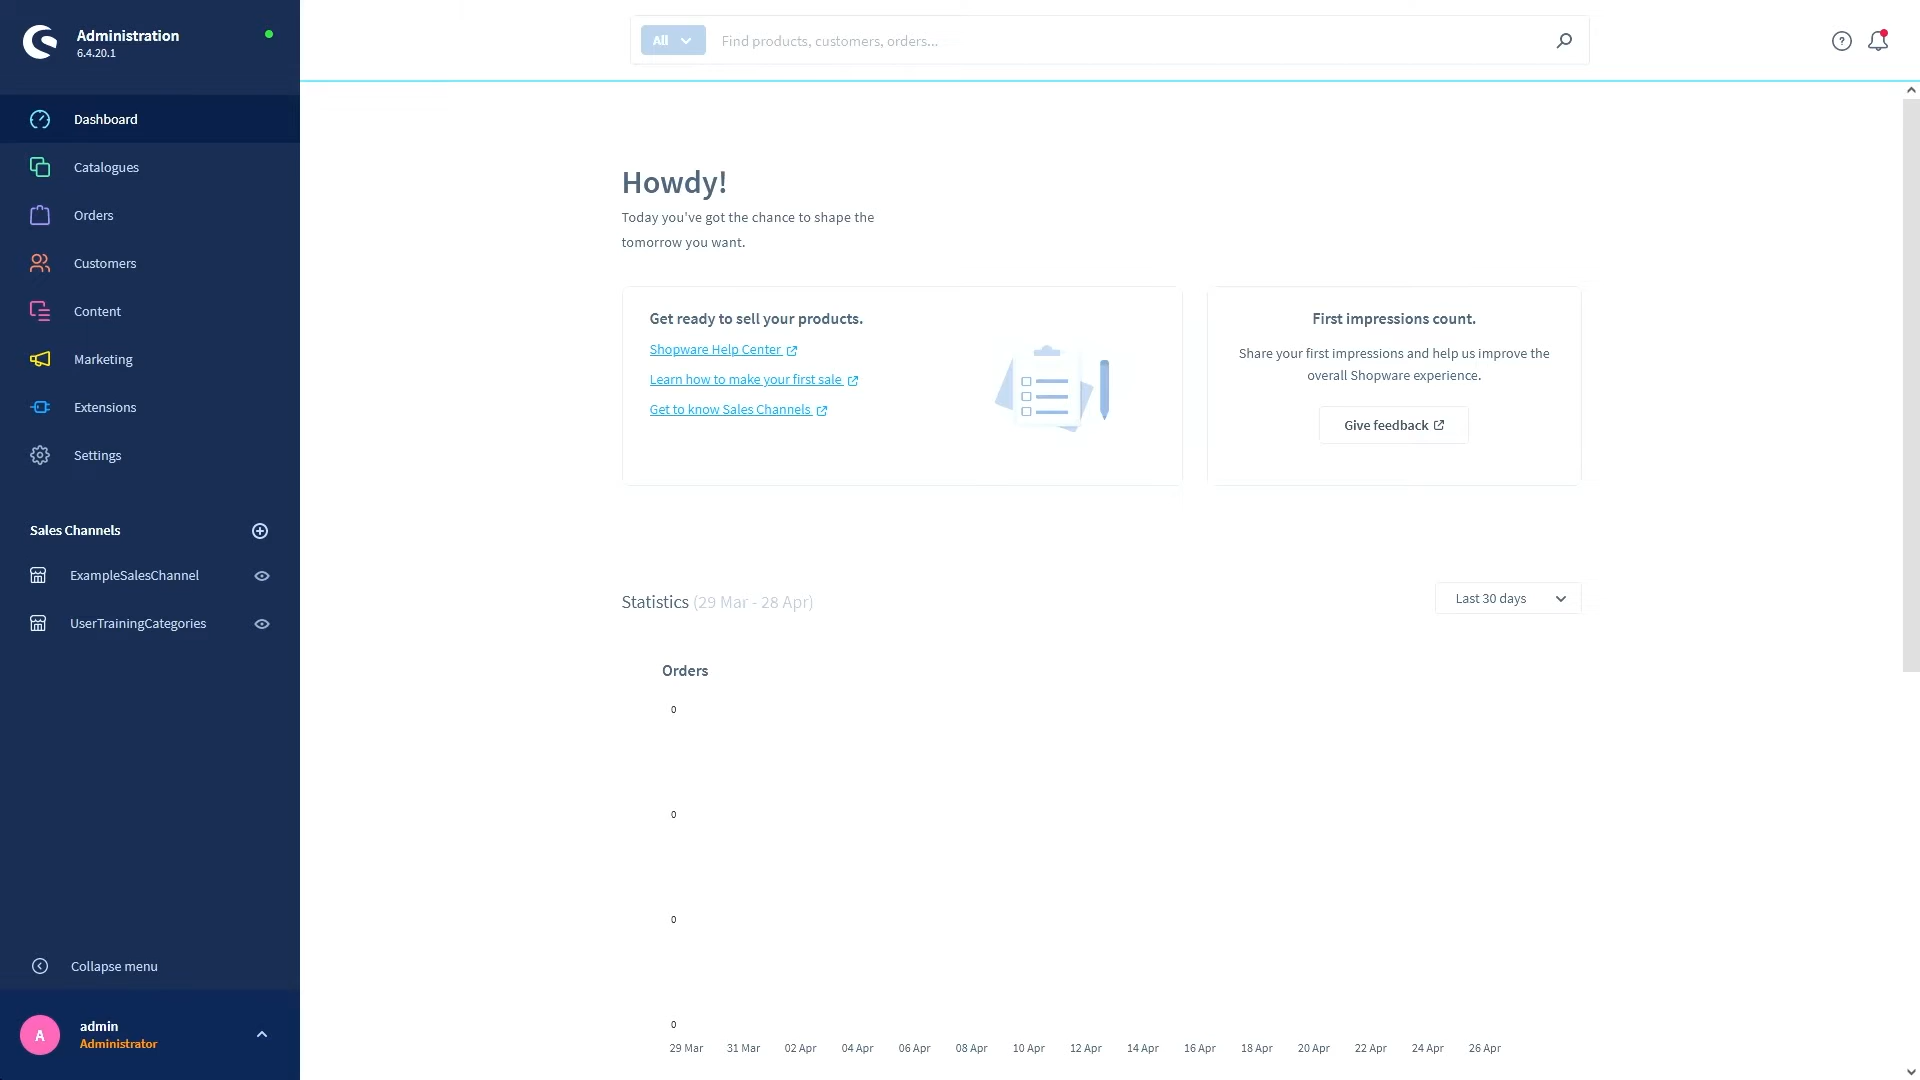 Administration
6.4.20.1
All
Find products, customers, orders...
Dashboard
Catalogues
Orders
Customers
Content
Marketing
Extensions
Settings
Sales Channels
ExampleSalesChannel
UserTrainingCategories
Collapse menu
A
admin
Administrator
Howdy!
Today you've got the chance to shape the
tomorrow you want.
Get ready to sell your products.
Shopware Help Center
Learn how to make your first sale
Get to know Sales Channels
First impressions count.
Share your first impressions and help us improve the
overall Shopware experience.
Give feedback
Statistics (29 Mar - 28 Apr)
Last 30 days
Orders
0
0
0
0
29 Mar 31 Mar 02 Apr 04 Apr 06 Apr 08 Apr 10 Apr 12 Apr 14 Apr 16 Apr 18 Apr 20 Apr 22 Apr 24 Apr 26 Apr